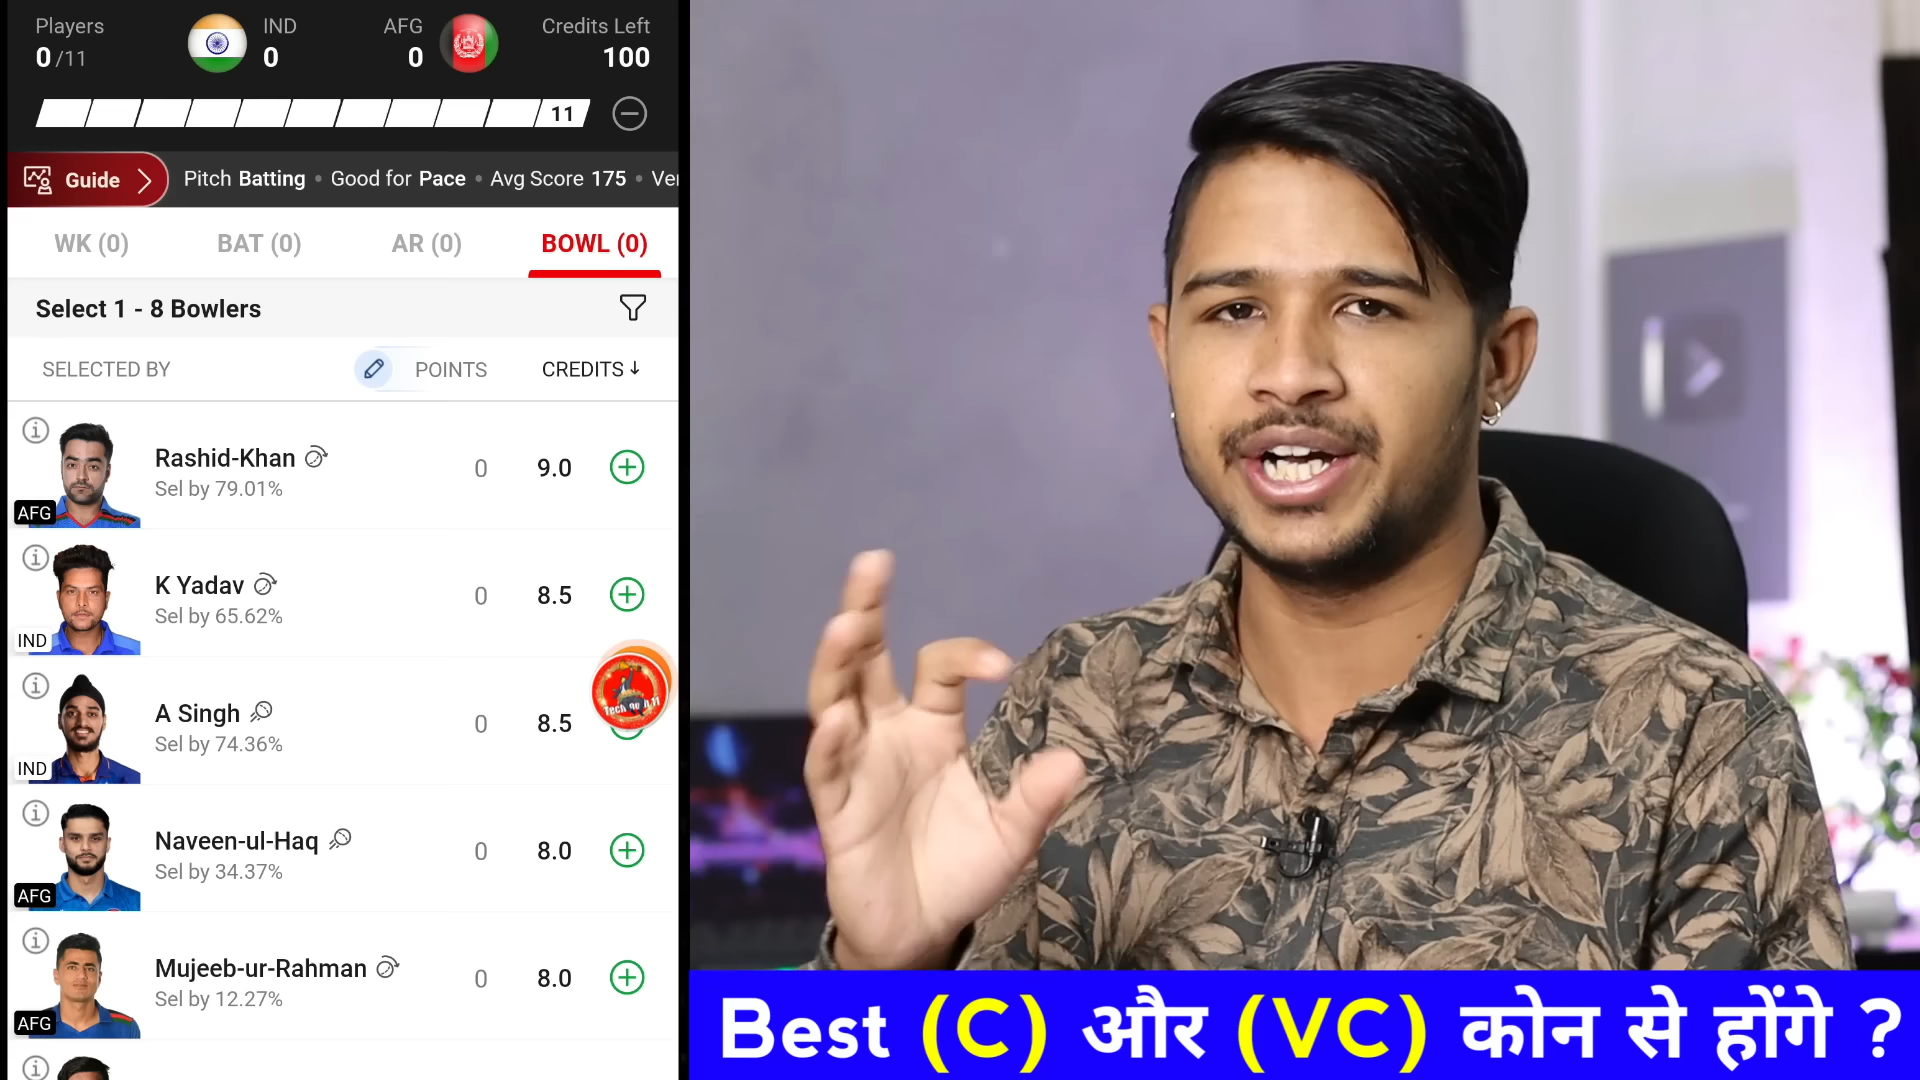 Players
0 /11
IND
0
AFG
0
Credits Left
100
11
Guide
Pitch Batting • Good for Pace • Avg Score 175 •
WK (0)
BAT (0)
AR (0)
BOWL (0)
Select 1 - 8 Bowlers
SELECTED BY
POINTS
CREDITS↓
Rashid-Khan
Sel by 79.01%
0
9.0
AFG
K Yadav
Sel by 65.62%
0
8.5
IND
A Singh
Sel by 74.36%
0
8.5
IND
Naveen-ul-Haq
Sel by 34.37%
0
8.0
AFG
Mujeeb-ur-Rahman
Sel by 12.27%
0
8.0
AFG
Best (C) और (VC) कोन से होंगे ?